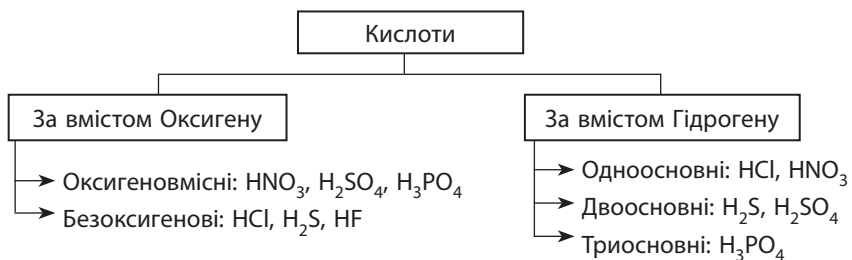 Кислоти
За вмістом Оксигену
Оксигеновмісні: HNO₃, H₂SO₄, H₃PO₄
Безоксигенові: HCl, H₂S, HF
За вмістом Гідрогену
Одноосновні: HCl, HNO₃
Двоосновні: H₂S, H₂SO₄
Триосновні: H₃PO₄